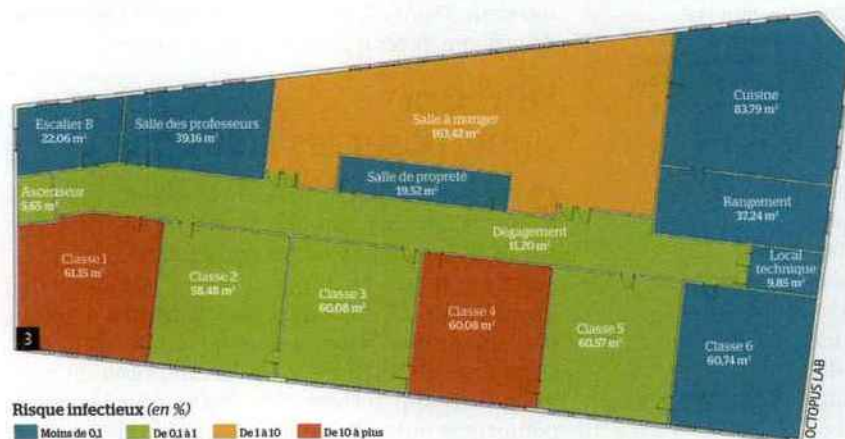 Escalier B
22,06 m²
Salle des professeurs
39,16 m²
Salle à manger
163,42 m²
Cuisine
83,79 m²
Salle de propreté
19,52 m²
Rangement
37,24 m²
Ascenseur
5,65 m²
Dégagement
11,20 m²
Local
technique
9,85 m²
Classe 1
61,15 m²
Classe 2
58,48 m²
Classe 3
60,08 m²
Classe 4
60,08 m²
Classe 5
60,57 m²
Classe 6
60,74 m²
3
OCTOPUS LAB
Risque infectieux (en %)
Moins de 0,1
De 0,1 à 1
De 1 à 10
De 10 à plus